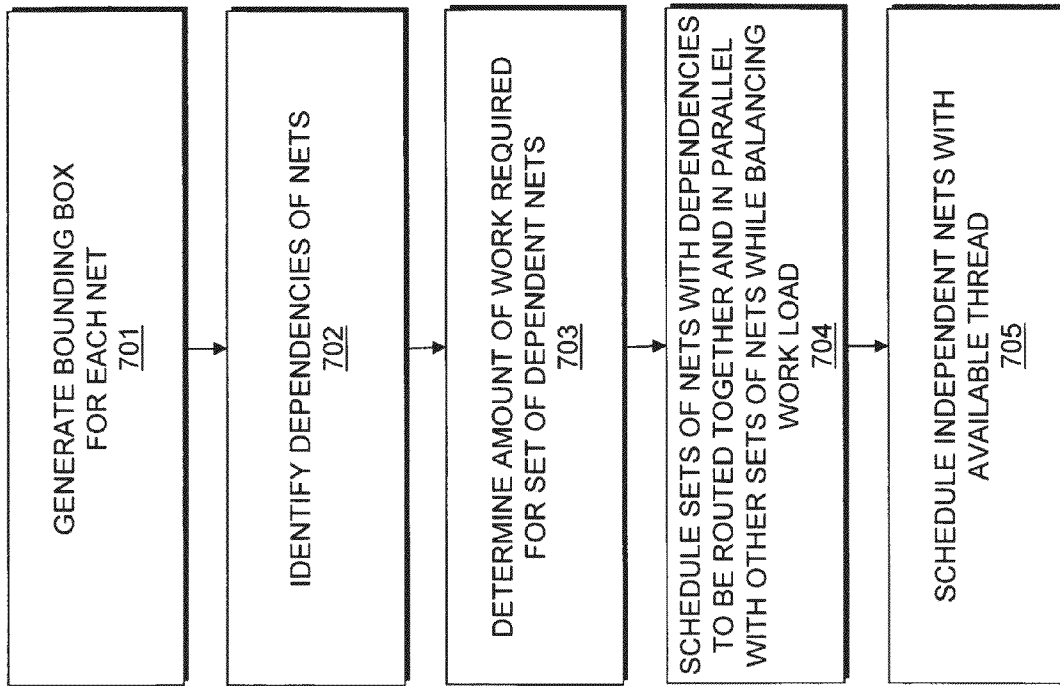 GENERATE BOUNDING BOX
FOR EACH NET
701
IDENTIFY DEPENDENCIES OF NETS
702
DETERMINE AMOUNT OF WORK REQUIRED
FOR SET OF DEPENDENT NETS
703
SCHEDULE SETS OF NETS WITH DEPENDENCIES
TO BE ROUTED TOGETHER AND IN PARALLEL
WITH OTHER SETS OF NETS WHILE BALANCING
WORK LOAD
704
SCHEDULE INDEPENDENT NETS WITH
AVAILABLE THREAD
705